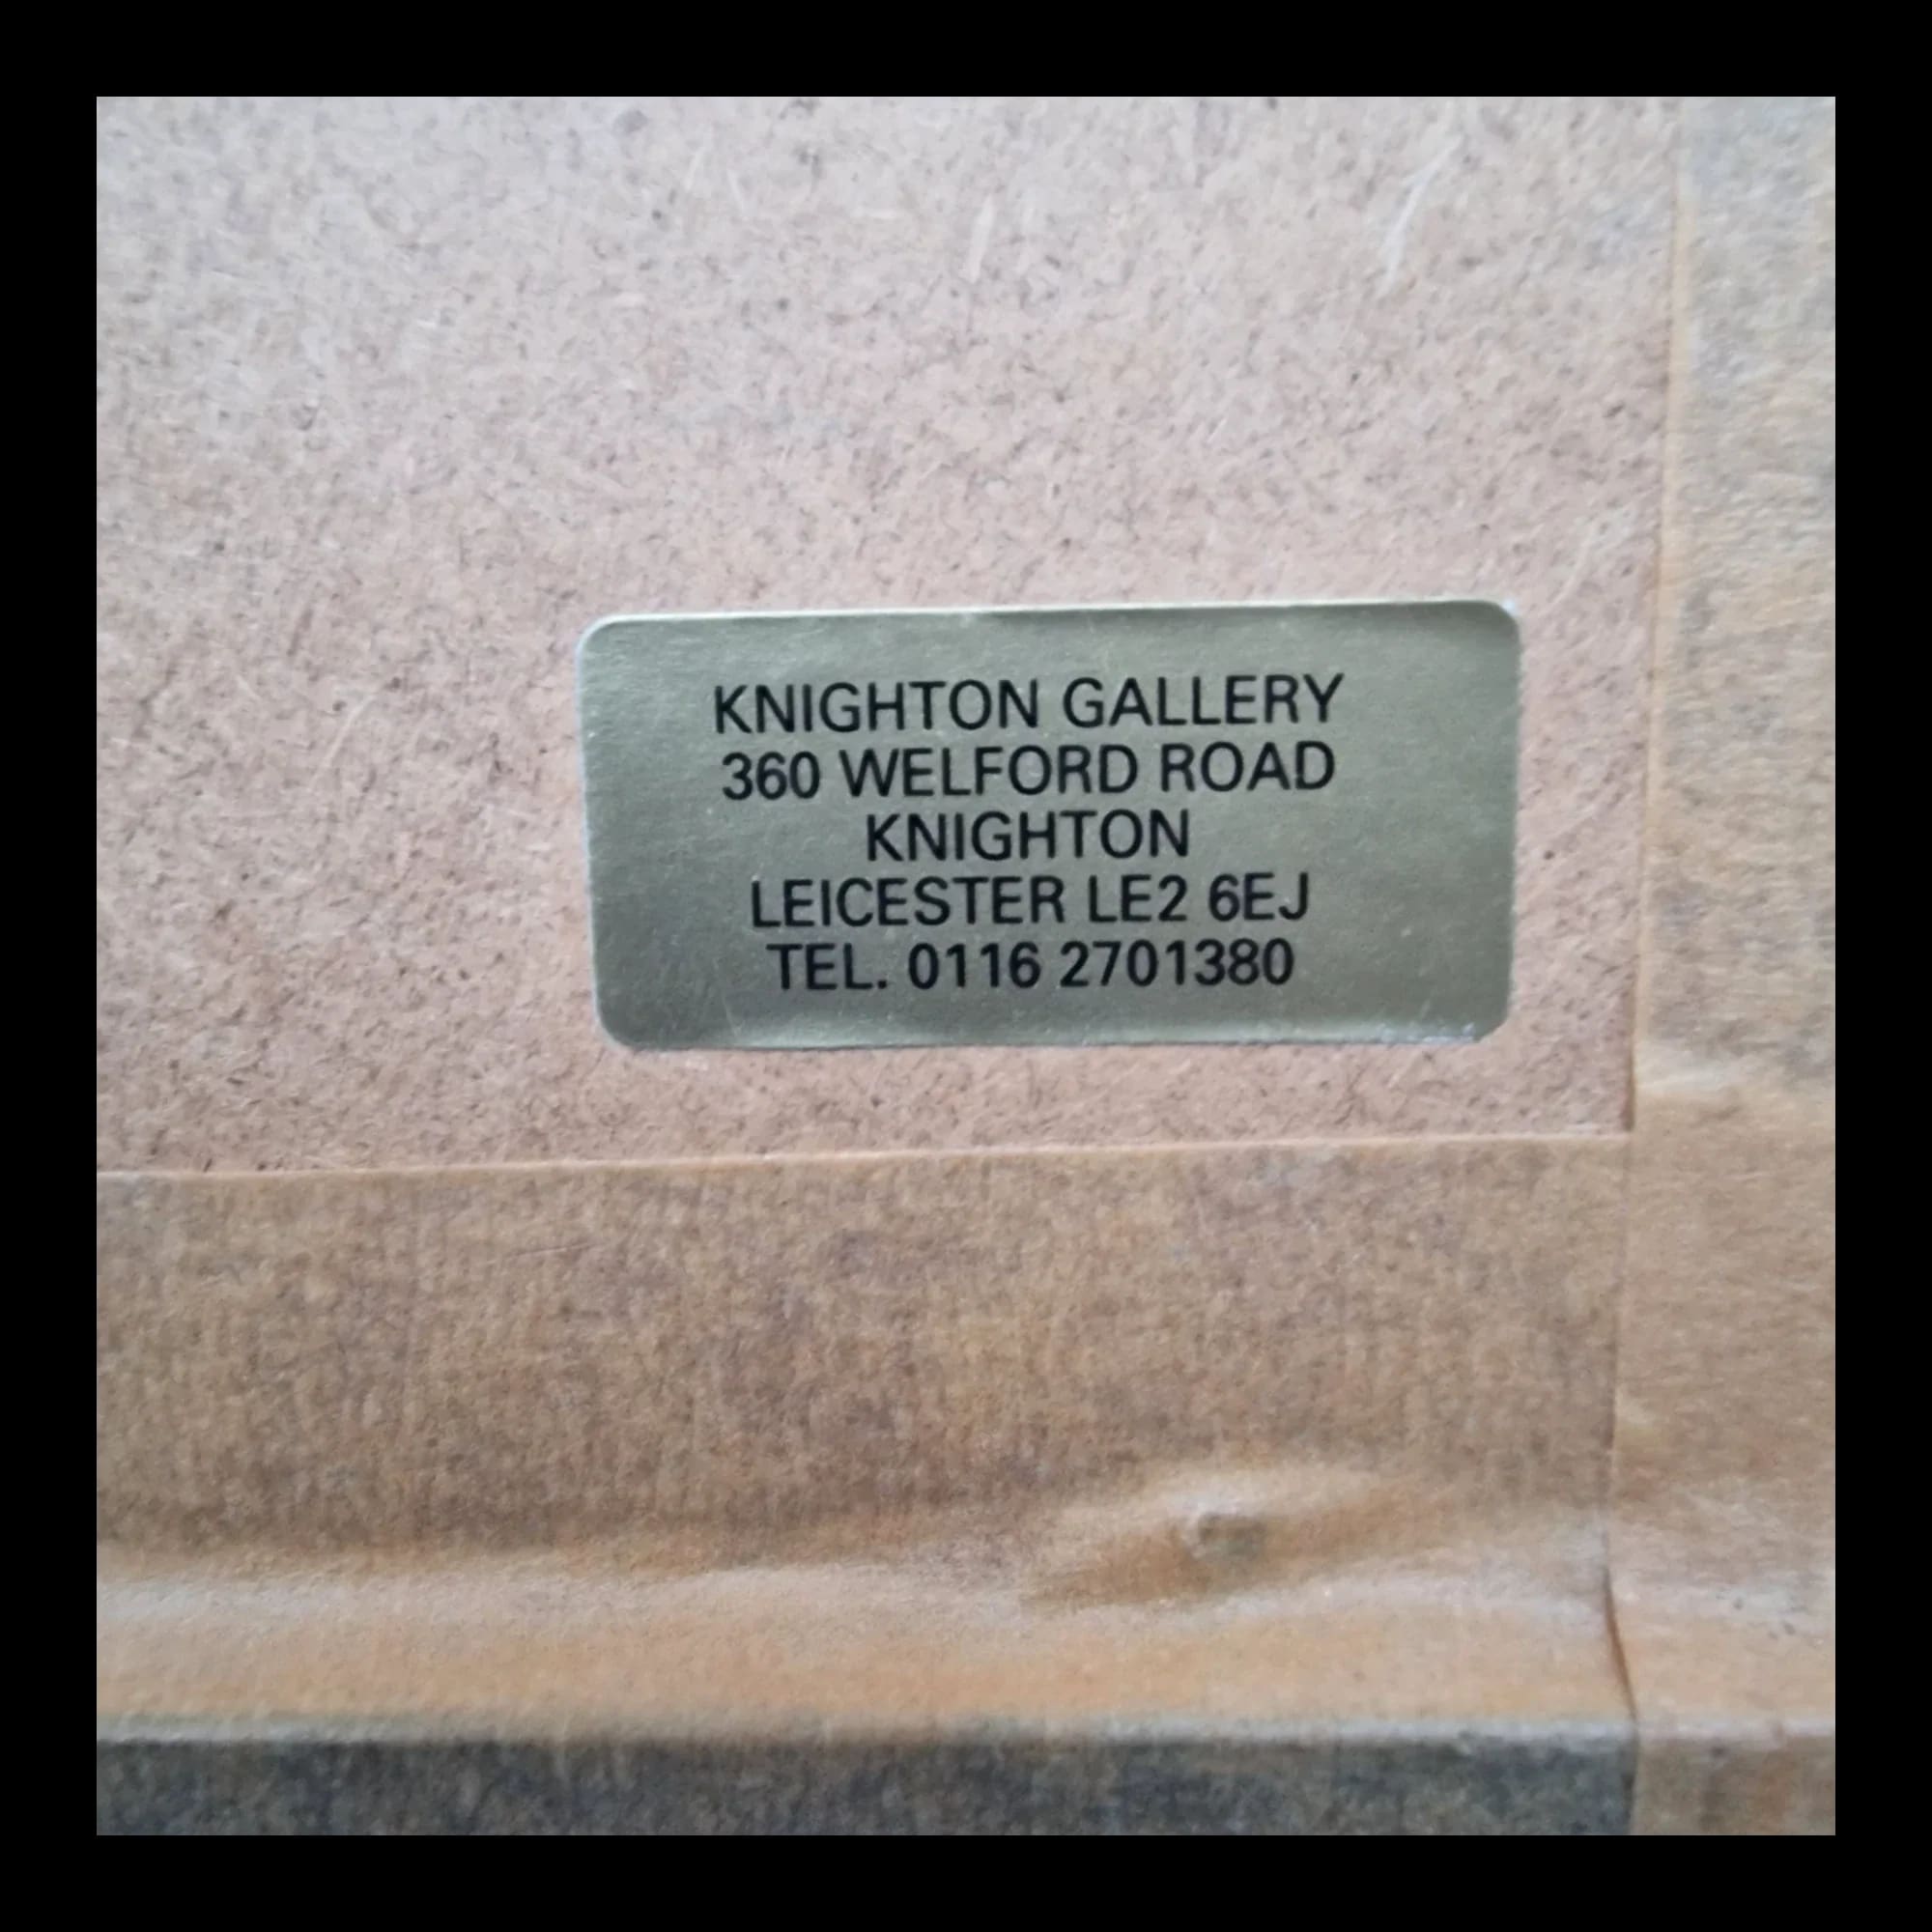 KNIGHTON GALLERY
360 WELFORD ROAD
KNIGHTON
LEICESTER LE2 6EJ
TEL. 0116 2701380